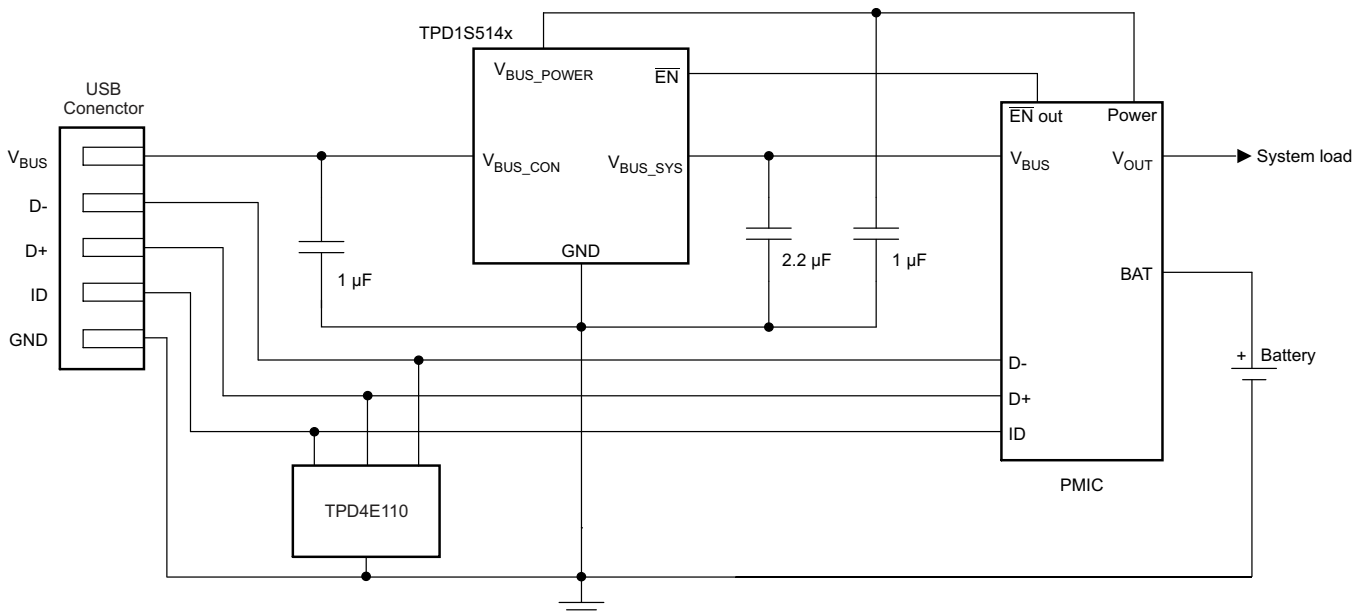 TPD1S514x
USB
Conenctor
V_BUS_POWER
EN
EN out
Power
V_BUS
V_BUS_CON
V_BUS_SYS
V_BUS
V_OUT
System load
D-
D+
GND
1 µF
2.2 µF
1 µF
BAT
ID
GND
D-
+
Battery
D+
ID
PMIC
TPD4E110